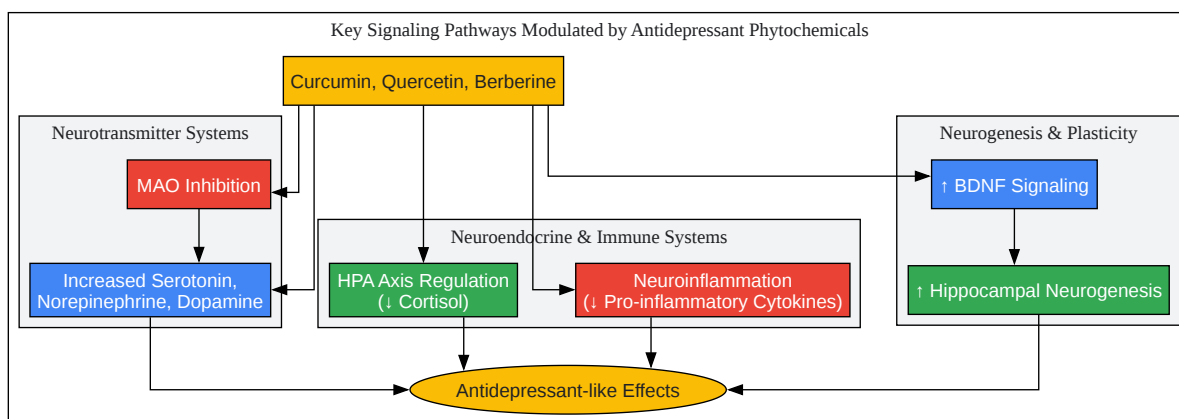 Key Signaling Pathways Modulated by Antidepressant Phytochemicals
Curcumin, Quercetin, Berberine
Neurotransmitter Systems
MAO Inhibition
Increased Serotonin,
Norepinephrine, Dopamine
Neuroendocrine & Immune Systems
HPA Axis Regulation
(↓ Cortisol)
Neuroinflammation
(↓ Pro-inflammatory Cytokines)
Neurogenesis & Plasticity
↑ BDNF Signaling
↑ Hippocampal Neurogenesis
Antidepressant-like Effects